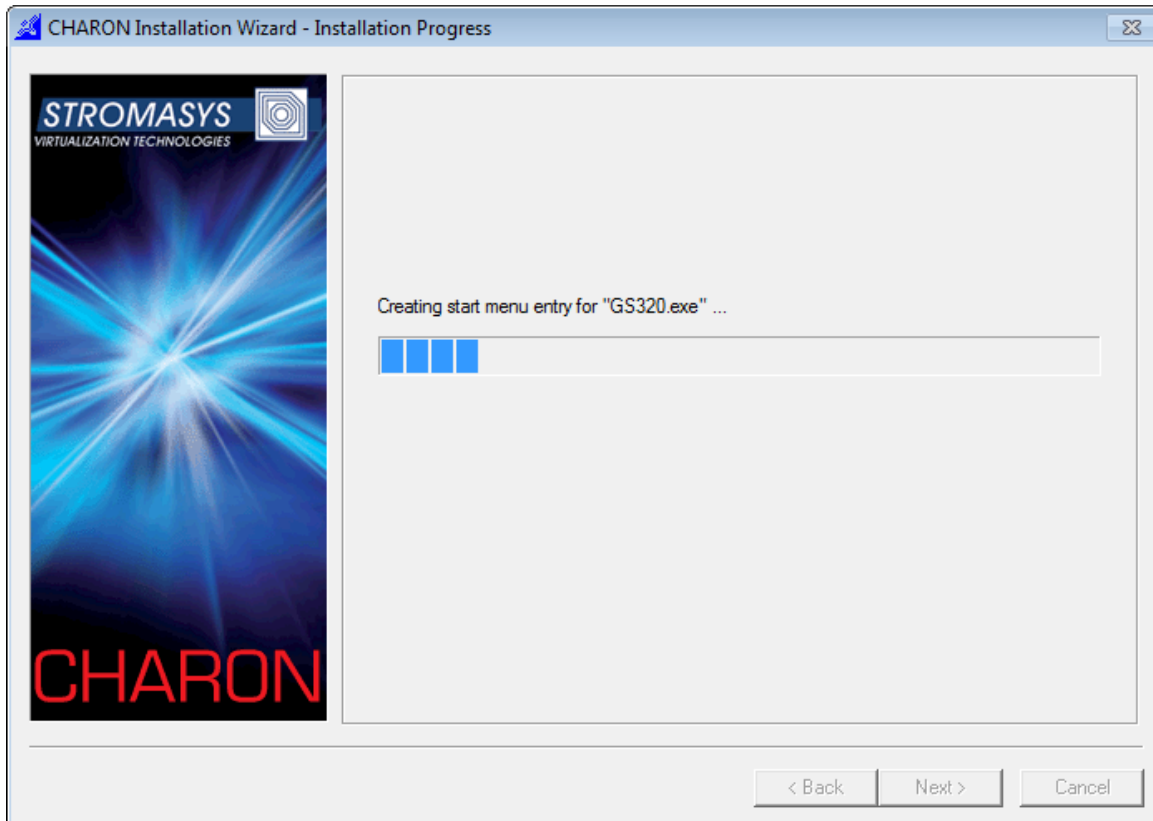 CHARON Installation Wizard - Installation Progress
STROMASYS
VIRTUALIZATION TECHNOLOGIES
Creating start menu entry for "GS320.exe" ...
CHARON
< Back
Next >
Cancel